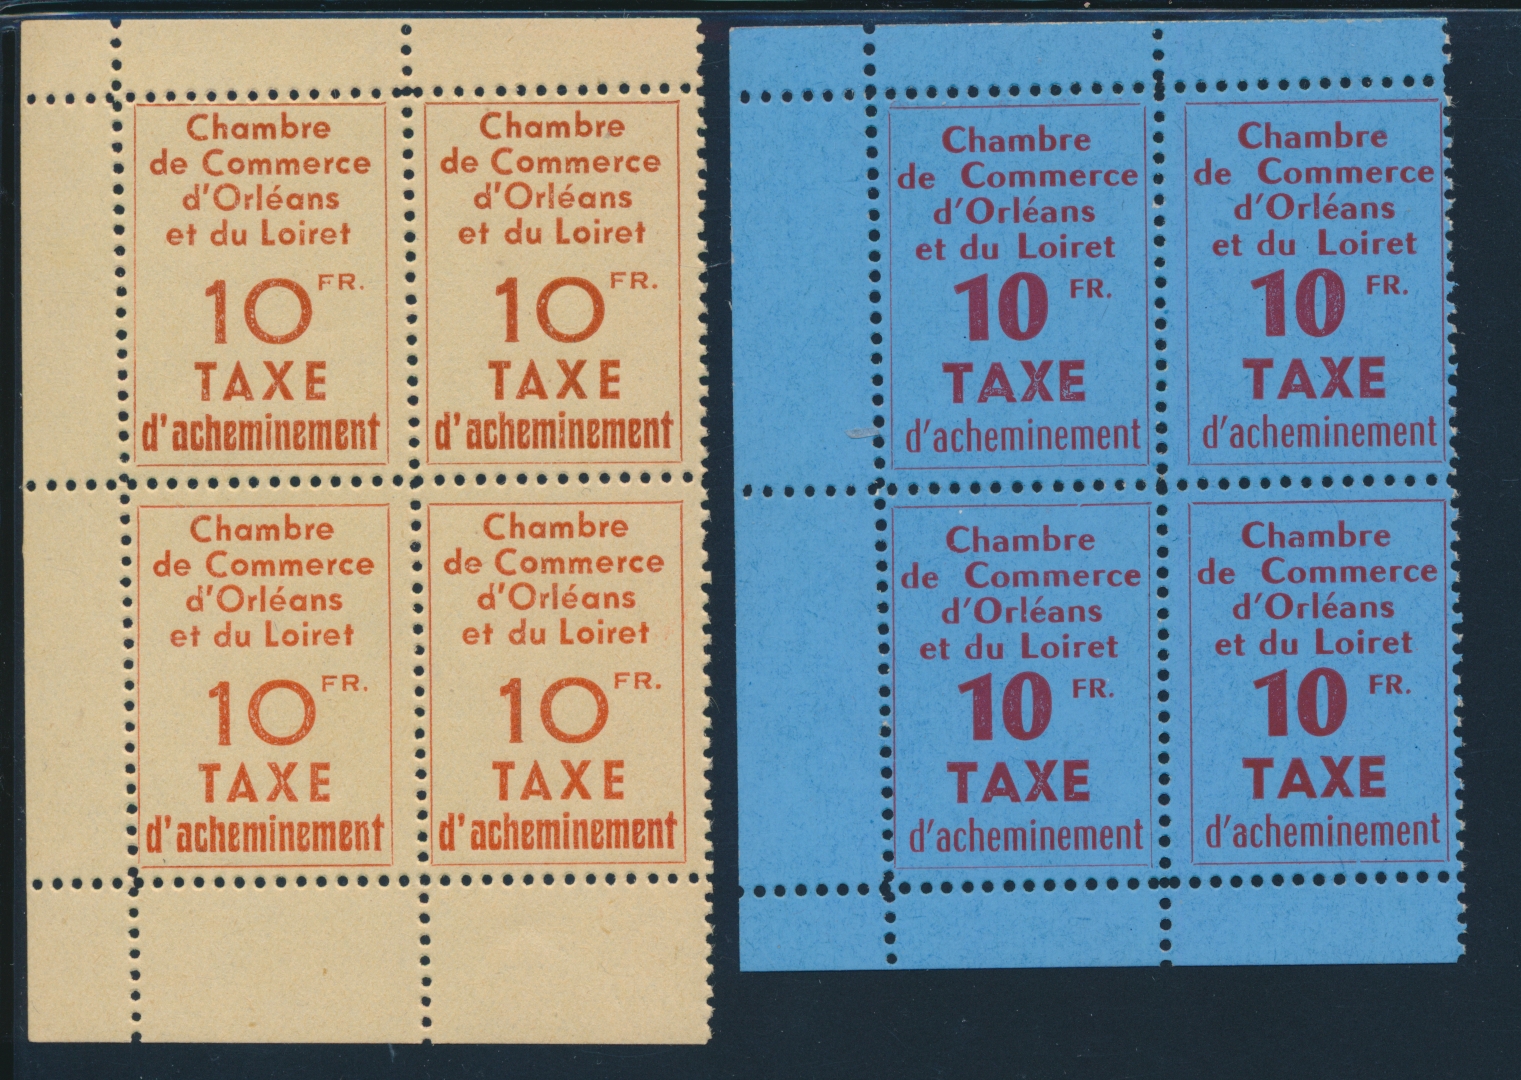 Chambre
de Commerce
d'Orléans
et du Loiret
10 FR.
TAXE
d'acheminement
Chambre
de Commerce
d'Orléans
et du Loiret
10 FR.
TAXE
d'acheminement
Chambre
de Commerce
d'Orléans
et du Loiret
10 FR.
TAXE
d'acheminement
Chambre
de Commerce
d'Orléans
et du Loiret
10 FR.
TAXE
d'acheminement
Chambre
de Commerce
d'Orléans
et du Loiret
10 FR.
TAXE
d'acheminement
Chambre
de Commerce
d'Orléans
et du Loiret
10 FR.
TAXE
d'acheminement
Chambre
de Commerce
d'Orléans
et du Loiret
10 FR.
TAXE
d'acheminement
Chambre
de Commerce
d'Orléans
et du Loiret
10 FR.
TAXE
d'acheminement